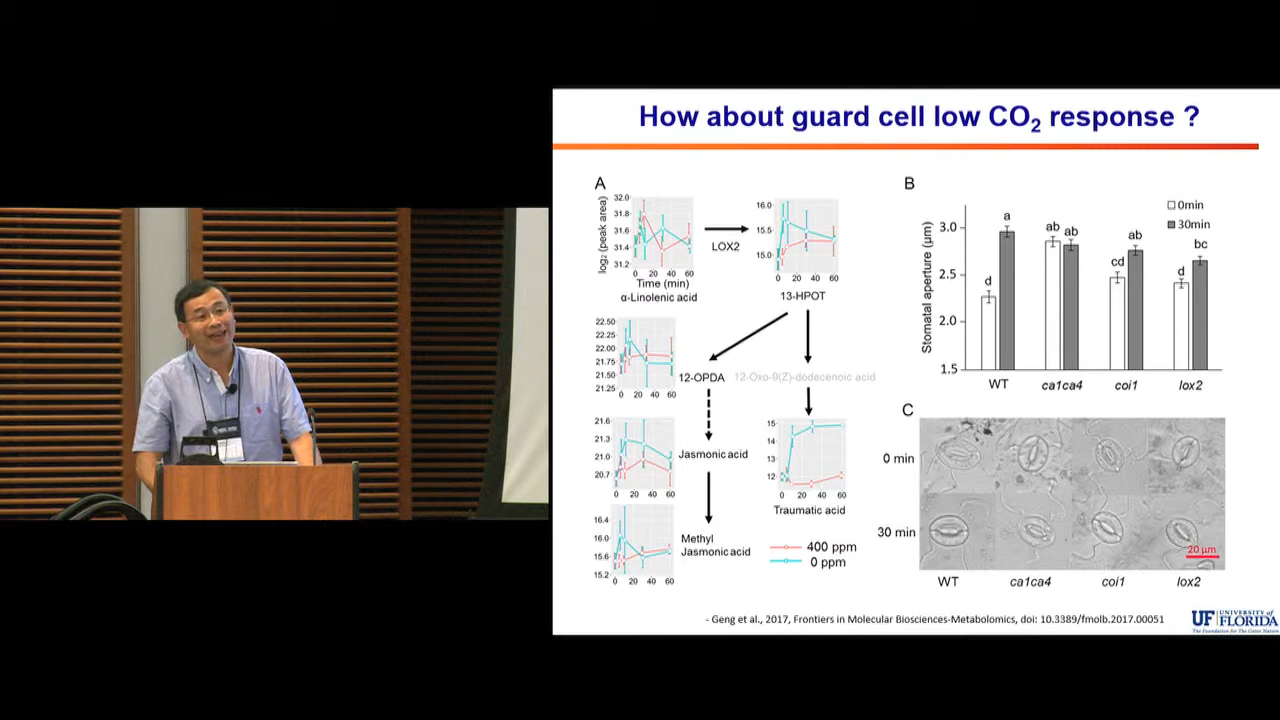 How about guard cell low CO₂ response ?
A
log₂ (peak area)
32.0
31.8
31.6
31.4
31.2
0 20 40 60
Time (min)
α-Linolenic acid
LOX2
16.0
15.5
15.0
0 20 40 60
13-HPOT
22.50
22.25
22.00
21.75
21.50
21.25
0 20 40 60
12-OPDA
12-Oxo-9(Z)-dodecenoic acid
21.6
21.3
21.0
20.7
0 20 40 60
Jasmonic acid
15
14
13
12
0 20 40 60
Traumatic acid
16.4
16.0
15.6
15.2
0 20 40 60
Methyl
Jasmonic acid
400 ppm
0 ppm
B
Stomatal aperture (μm)
3.0
2.5
2.0
1.5
0min
30min
d a ab ab cd ab d bc
WT ca1ca4 coi1 lox2
C
0 min
30 min
20 μm
WT ca1ca4 coi1 lox2
- Geng et al., 2017, Frontiers in Molecular Biosciences-Metabolomics, doi: 10.3389/fmolb.2017.00051
UF UNIVERSITY of
FLORIDA
The Foundation for The Gator Nation